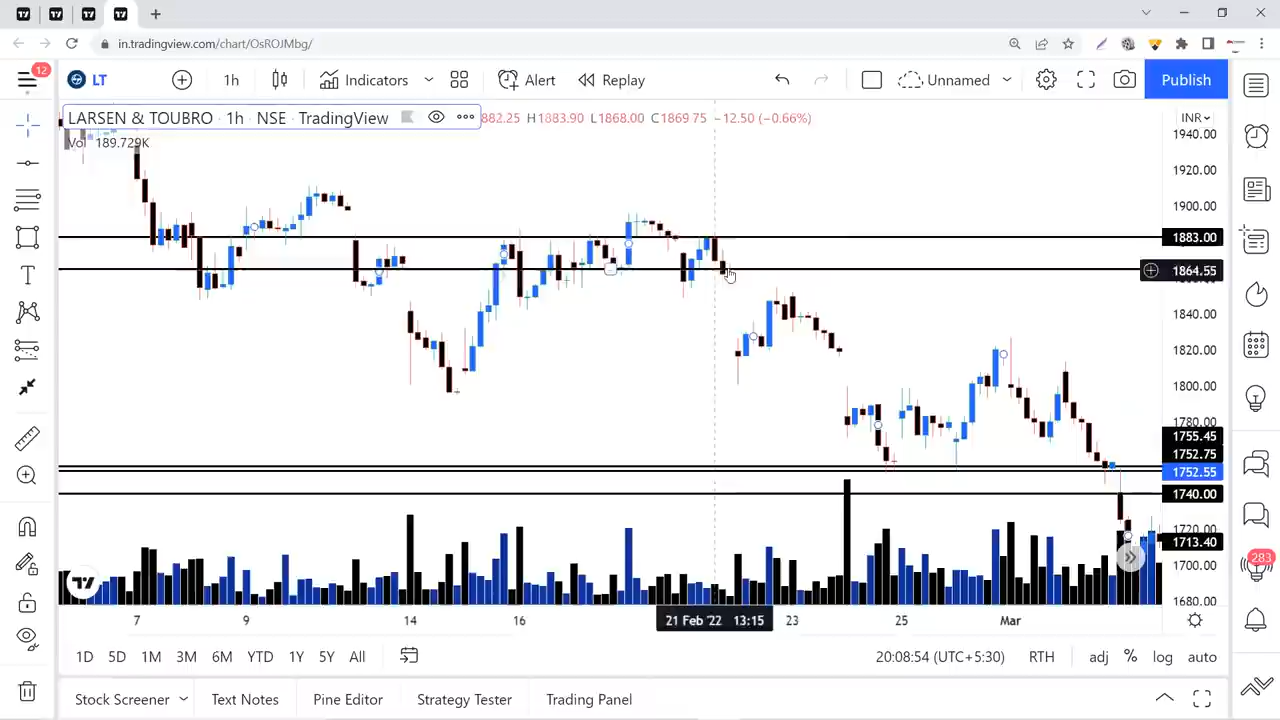 in.tradingview.com/chart/OsROJMbg/
12
LT
1h
Indicators
Alert
Replay
Unnamed
Publish
LARSEN & TOUBRO · 1h · NSE · TradingView
882.25 H1883.90 L1868.00 C1869.75 −12.50 (−0.66%)
Vol 189.729K
INR
1940.00
1920.00
1900.00
1883.00
1864.55
1840.00
1820.00
1800.00
1780.00
1755.45
1752.75
1752.55
1740.00
1720.00
1713.40
1700.00
1680.00
283
7 9 14 16 21 Feb '22 13:15 23 25 Mar
1D 5D 1M 3M 6M YTD 1Y 5Y All
20:08:54 (UTC+5:30) RTH adj % log auto
Stock Screener Text Notes Pine Editor Strategy Tester Trading Panel